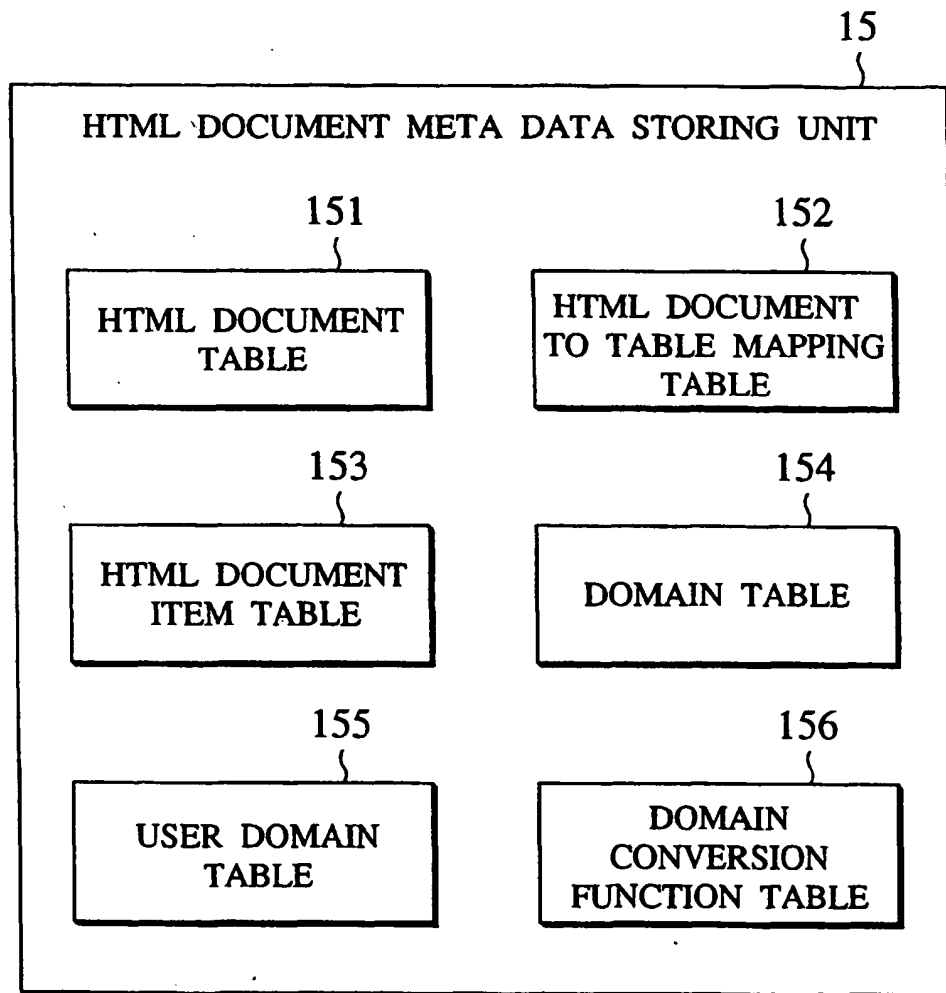 15
HTML DOCUMENT META DATA STORING UNIT
151
HTML DOCUMENT
TABLE
152
HTML DOCUMENT
TO TABLE MAPPING
TABLE
153
HTML DOCUMENT
ITEM TABLE
154
DOMAIN TABLE
155
USER DOMAIN
TABLE
156
DOMAIN
CONVERSION
FUNCTION TABLE